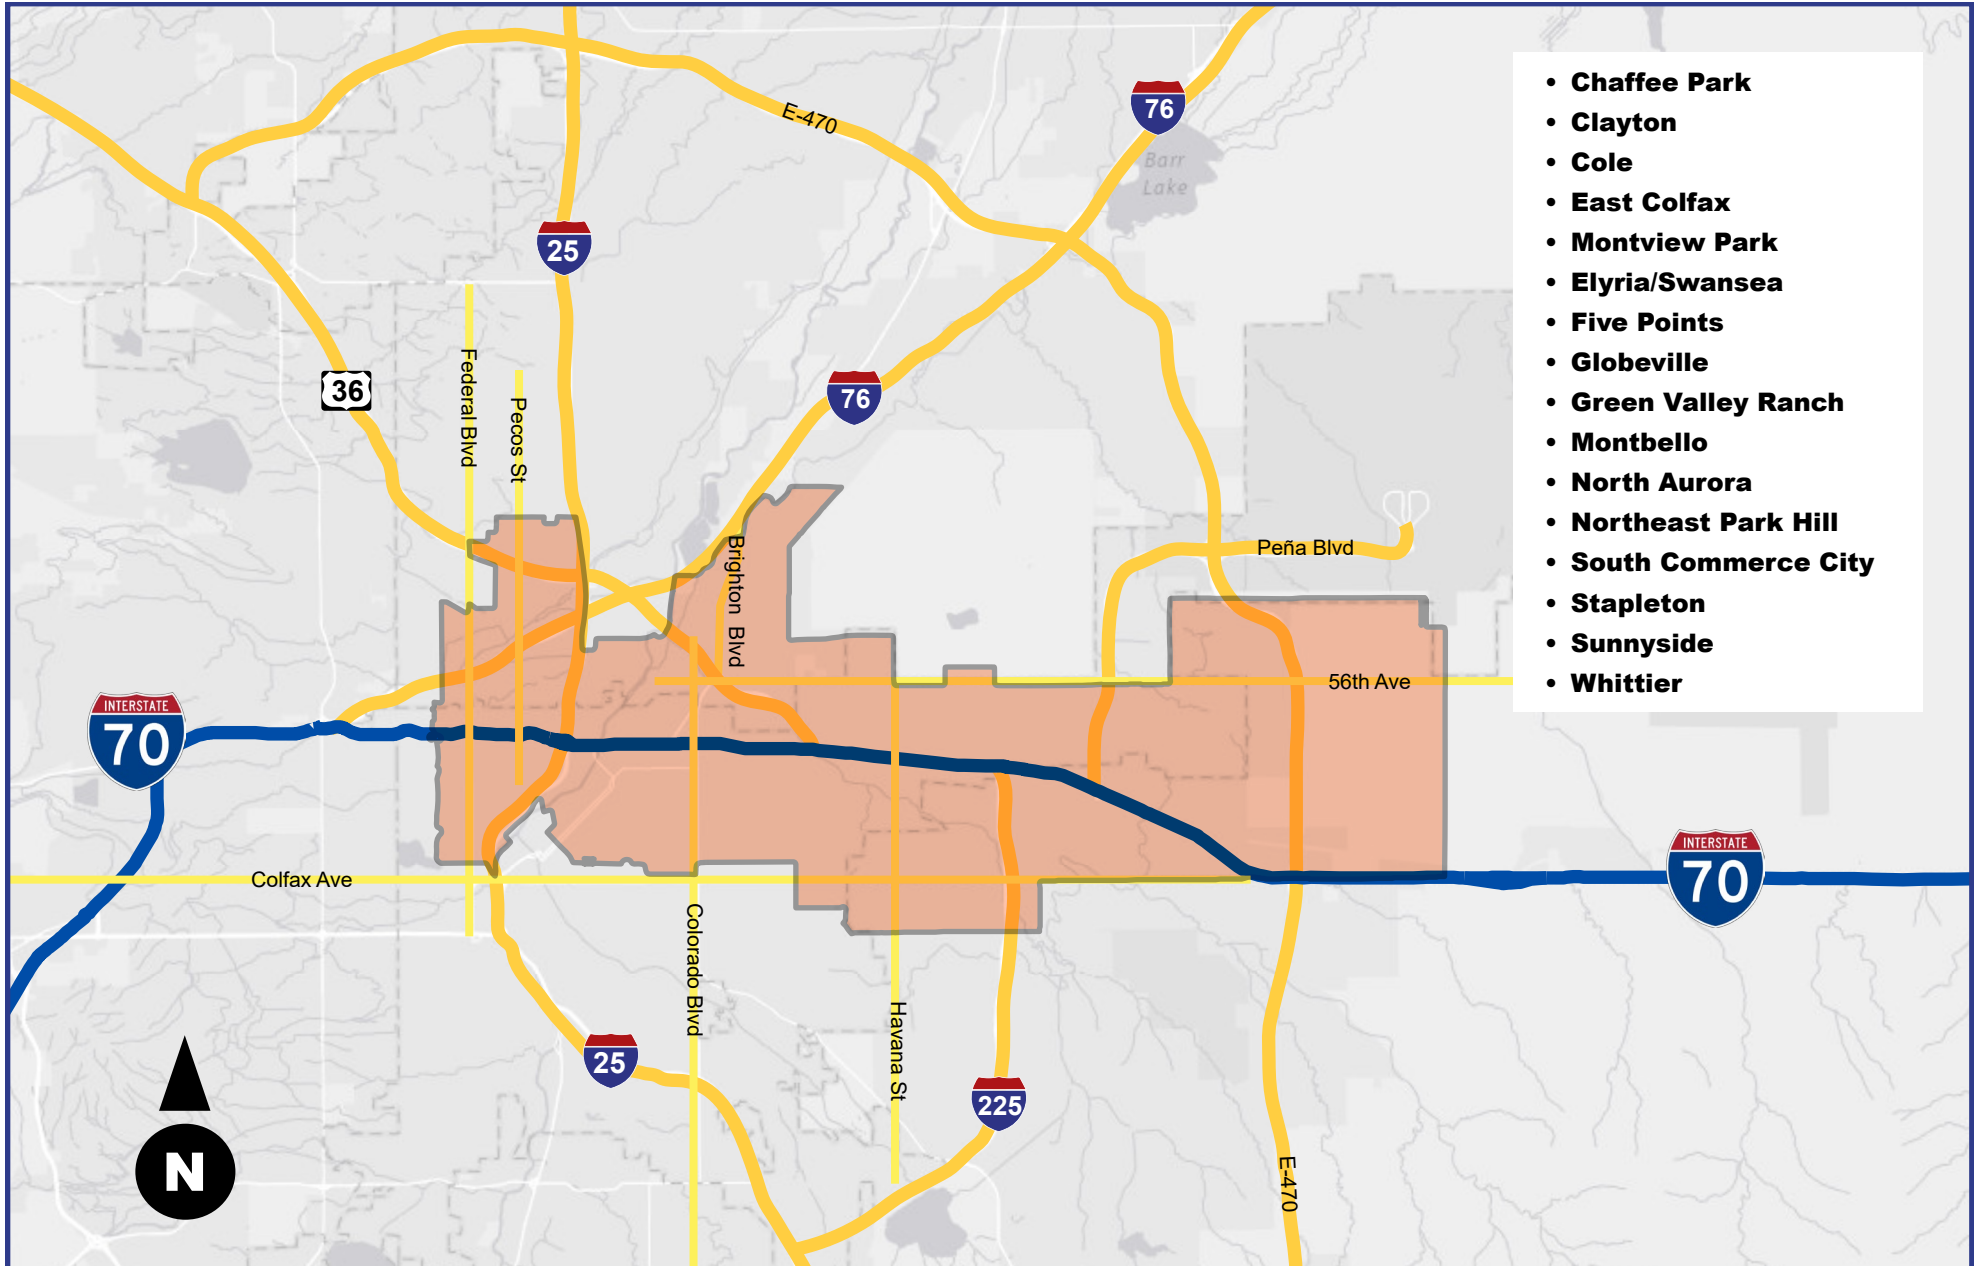 • Chaffee Park
• Clayton
• Cole
• East Colfax
• Montview Park
• Elyria/Swansea
• Five Points
• Globeville
• Green Valley Ranch
• Montbello
• North Aurora
• Northeast Park Hill
• South Commerce City
• Stapleton
• Sunnyside
• Whittier
E-470
76
Barr
Lake
25
36
Federal Blvd
Pecos St
76
Brighton Blvd
Peña Blvd
56th Ave
INTERSTATE
70
Colfax Ave
INTERSTATE
70
Colorado Blvd
Havana St
25
225
E-470
N